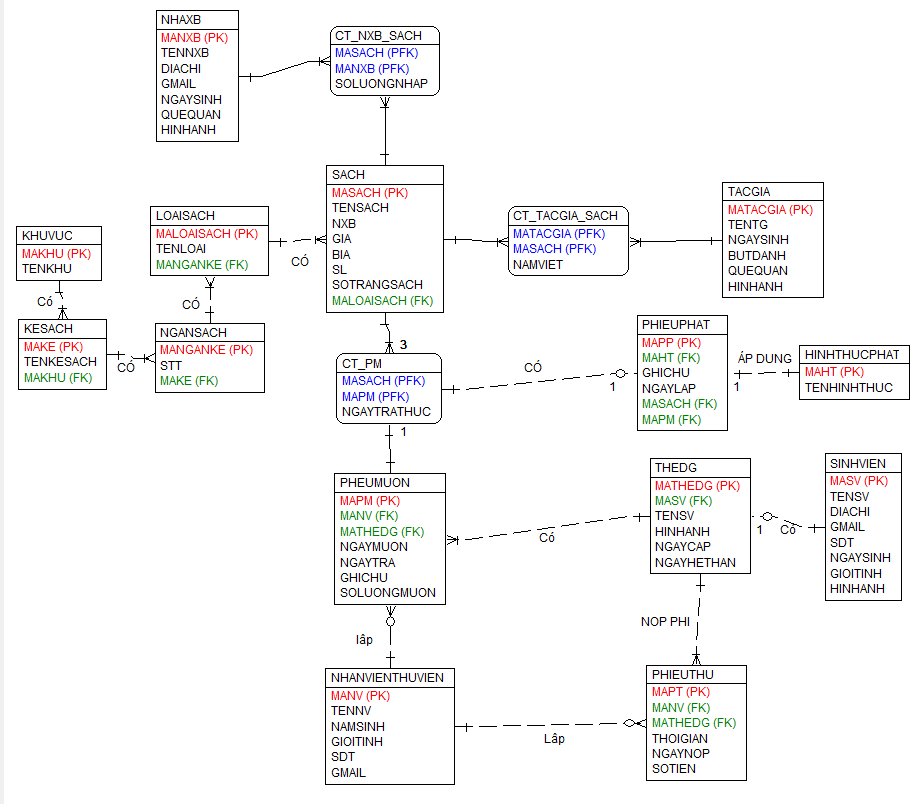 NHAXB
MANXB (PK)
TENNXB
DIACHI
GMAIL
NGAYSINH
QUEQUAN
HINHANH
CT_NXB_SACH
MASACH (PFK)
MANXB (PFK)
SOLUONGNHAP
SACH
MASACH (PK)
TENSACH
NXB
GIA
BIA
SL
SOTRANGSACH
MALOAISACH (FK)
LOAISACH
MALOAISACH (PK)
TENLOAI
MANGANKE (FK)
CÓ
CT_TACGIA_SACH
MATACGIA (PFK)
MASACH (PFK)
NAMVIET
TACGIA
MATACGIA (PK)
TENTG
NGAYSINH
BUTDANH
QUEQUAN
HINHANH
KHUVUC
MAKHU (PK)
TENKHU
Có
CÓ
KESACH
MAKE (PK)
TENKESACH
MAKHU (FK)
CÓ
NGANSACH
MANGANKE (PK)
STT
MAKE (FK)
3
CT_PM
MASACH (PFK)
MAPM (PFK)
NGAYTRATHUC
1
CÓ
1
PHIEUPHAT
MAPP (PK)
MAHT (FK)
GHICHU
NGAYLAP
MASACH (FK)
MAPM (FK)
ÁP DUNG
1
HINHTHUCPHAT
MAHT (PK)
TENHINHTHUC
PHEUMUON
MAPM (PK)
MANV (FK)
MATHEDG (FK)
NGAYMUON
NGAYTRA
GHICHU
SOLUONGMUON
Có
THEDG
MATHEDG (PK)
MASV (FK)
TENSV
HINHANH
NGAYCAP
NGAYHETHAN
1
Có
SINHVIEN
MASV (PK)
TENSV
DIACHI
GMAIL
SDT
NGAYSINH
GIOITINH
HINHANH
lâp
NOP PHI
NHANVIENTHUVIEN
MANV (PK)
TENNV
NAMSINH
GIOITINH
SDT
GMAIL
Lâp
PHIEUTHU
MAPT (PK)
MANV (FK)
MATHEDG (FK)
THOIGIAN
NGAYNOP
SOTIEN